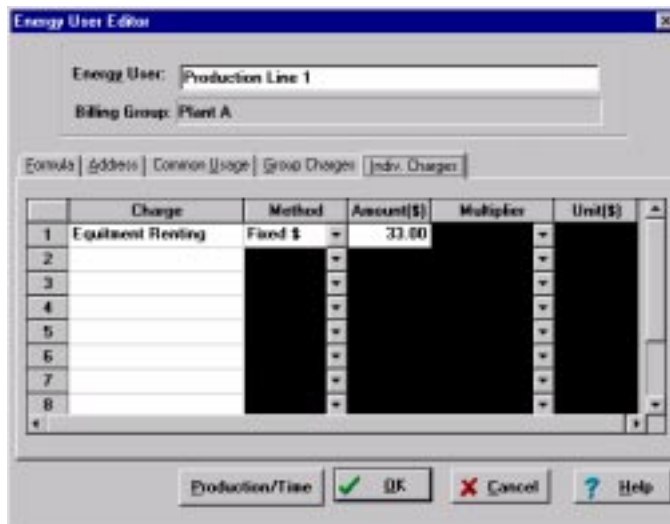 Energy User Editor
Energy User: Production Line 1
Billing Group: Plant A
Formula Address Common Usage Group Charges Indv. Charges
Charge Method Amount($) Multiplier Unit($)
1 Equitment Renting Fixed $ 33.00
2
3
4
5
6
7
8
Production/Time OK Cancel Help